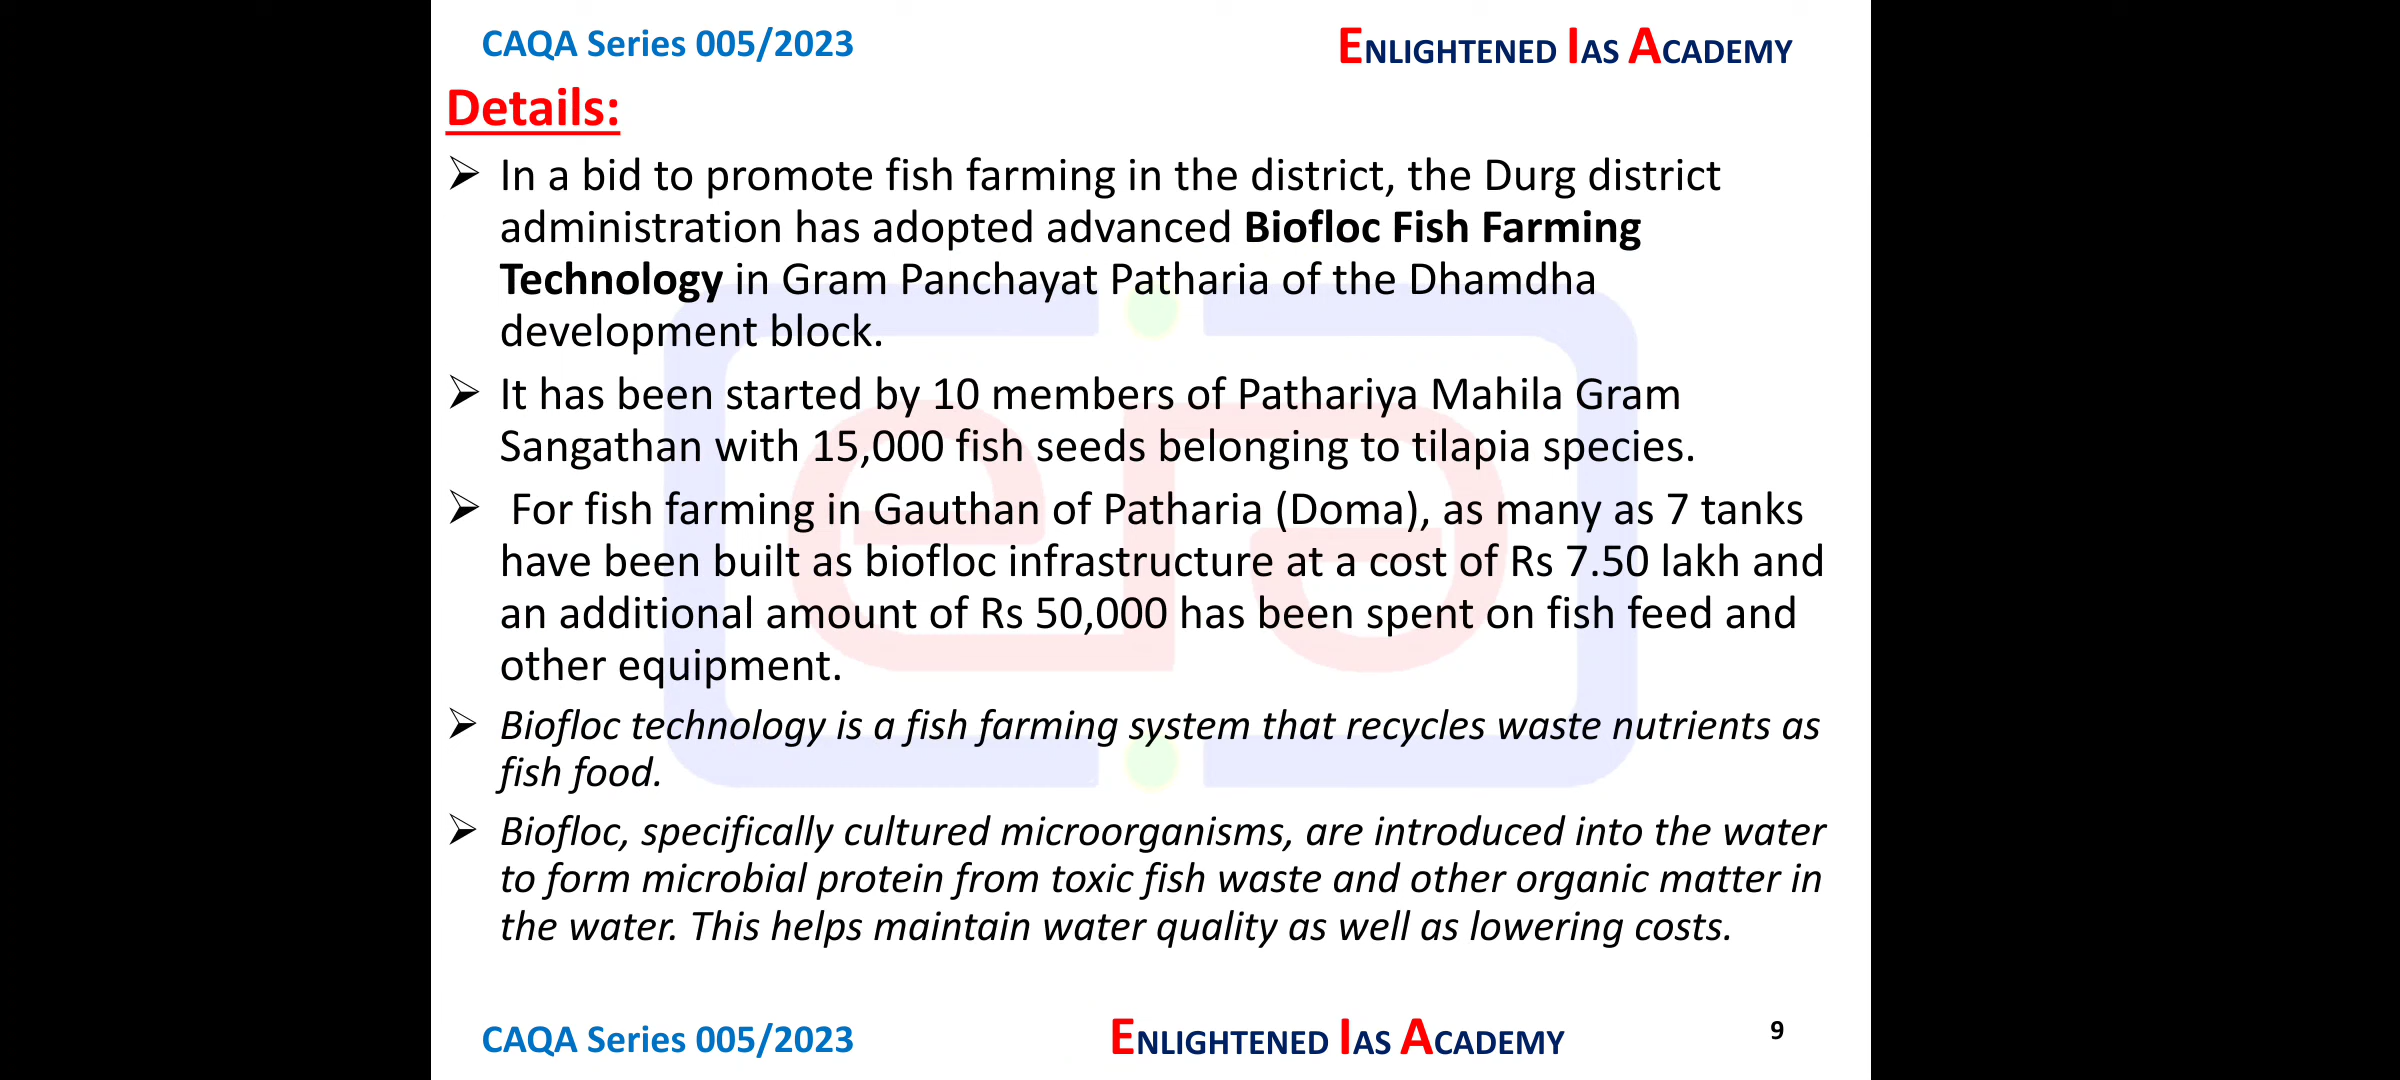 CAQA Series 005/2023
ENLIGHTENED IAS ACADEMY
Details:
➢ In a bid to promote fish farming in the district, the Durg district
administration has adopted advanced Biofloc Fish Farming
Technology in Gram Panchayat Patharia of the Dhamdha
development block.
➢ It has been started by 10 members of Pathariya Mahila Gram
Sangathan with 15,000 fish seeds belonging to tilapia species.
➢ For fish farming in Gauthan of Patharia (Doma), as many as 7 tanks
have been built as biofloc infrastructure at a cost of Rs 7.50 lakh and
an additional amount of Rs 50,000 has been spent on fish feed and
other equipment.
➢ Biofloc technology is a fish farming system that recycles waste nutrients as
fish food.
➢ Biofloc, specifically cultured microorganisms, are introduced into the water
to form microbial protein from toxic fish waste and other organic matter in
the water. This helps maintain water quality as well as lowering costs.
CAQA Series 005/2023
ENLIGHTENED IAS ACADEMY
9